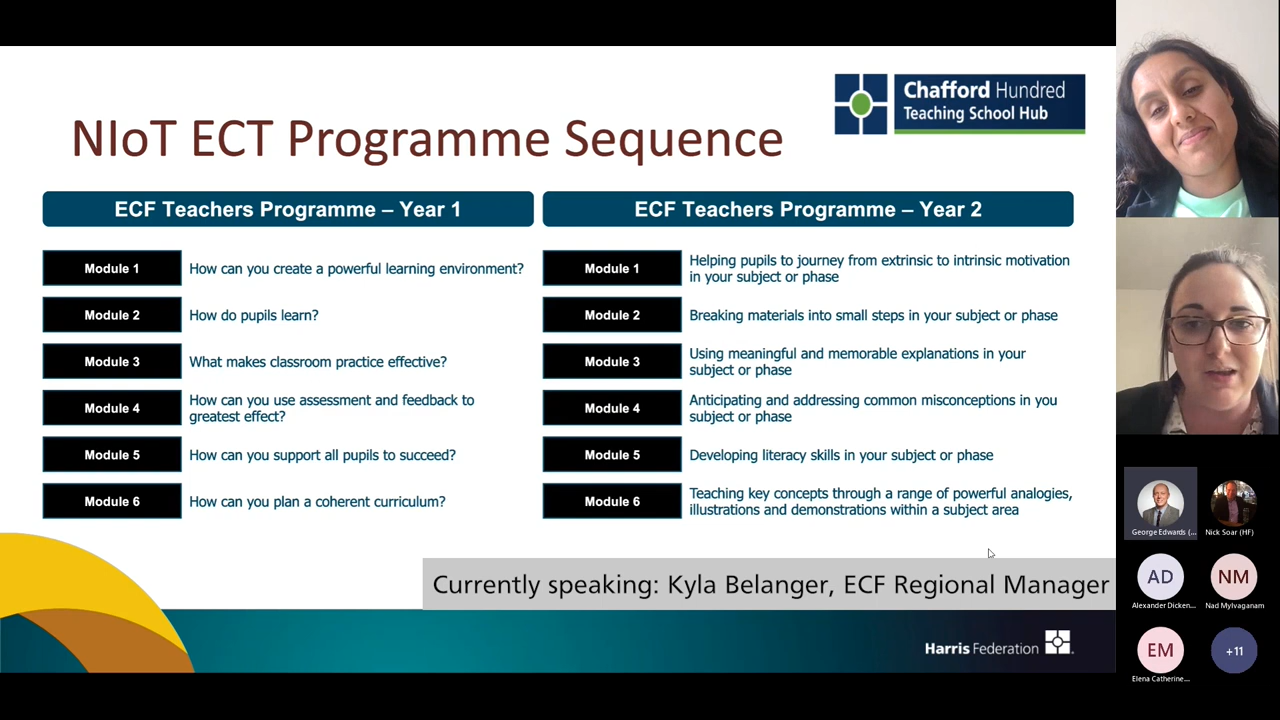 Chafford Hundred
Teaching School Hub
NIoT ECT Programme Sequence
ECF Teachers Programme – Year 1
Module 1
How can you create a powerful learning environment?
Module 2
How do pupils learn?
Module 3
What makes classroom practice effective?
Module 4
How can you use assessment and feedback to
greatest effect?
Module 5
How can you support all pupils to succeed?
Module 6
How can you plan a coherent curriculum?
ECF Teachers Programme – Year 2
Module 1
Helping pupils to journey from extrinsic to intrinsic motivation
in your subject or phase
Module 2
Breaking materials into small steps in your subject or phase
Module 3
Using meaningful and memorable explanations in your
subject or phase
Module 4
Anticipating and addressing common misconceptions in you
subject or phase
Module 5
Developing literacy skills in your subject or phase
Module 6
Teaching key concepts through a range of powerful analogies,
illustrations and demonstrations within a subject area
Currently speaking: Kyla Belanger, ECF Regional Manager
Harris Federation
George Edwards (...
Nick Soar (HF)
AD
Alexander Dicken...
NM
Nad Mylvaganam
EM
Elena Catherine...
+11